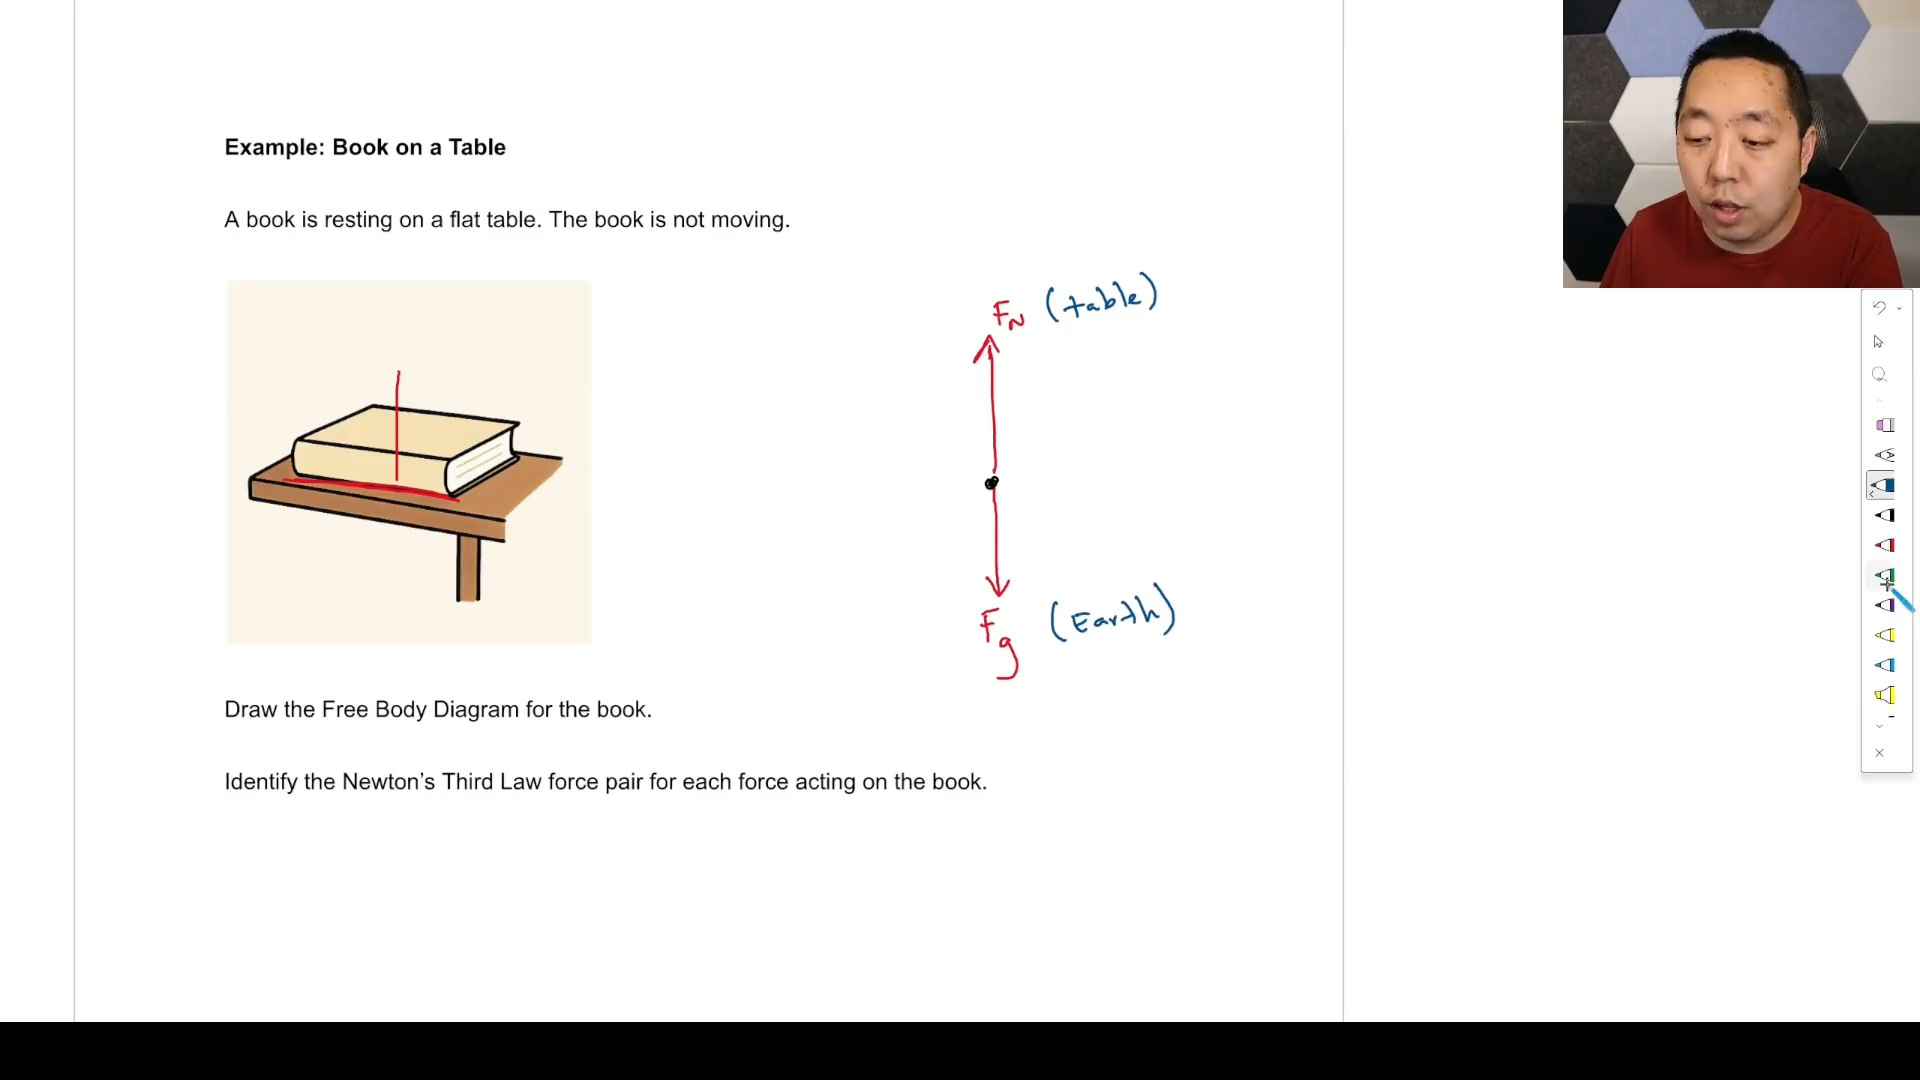 Example: Book on a Table
A book is resting on a flat table. The book is not moving.
FN (table)
Fg (Earth)
Draw the Free Body Diagram for the book.
Identify the Newton’s Third Law force pair for each force acting on the book.